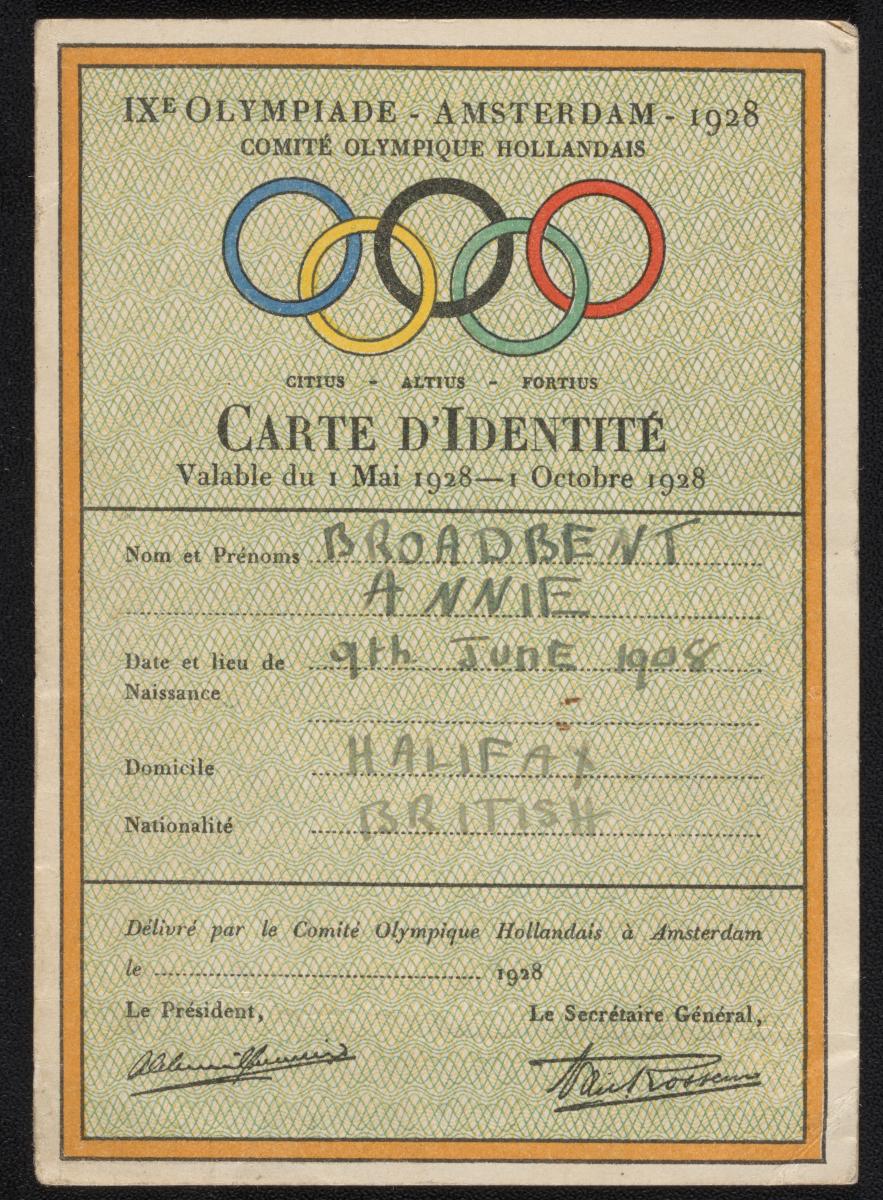 IXE OLYMPIADE - AMSTERDAM - 1928
COMITÉ OLYMPIQUE HOLLANDAIS
CITIUS - ALTIUS - FORTIUS
CARTE D'IDENTITÉ
Valable du 1 Mai 1928—1 Octobre 1928
Nom et Prénoms BROADBENT
ANNIE
Date et lieu de 9th JUNE 1908
Naissance
Domicile HALIFAX
Nationalité BRITISH
Délivré par le Comité Olympique Hollandais à Amsterdam
le 1928
Le Président, Le Secrétaire Général,